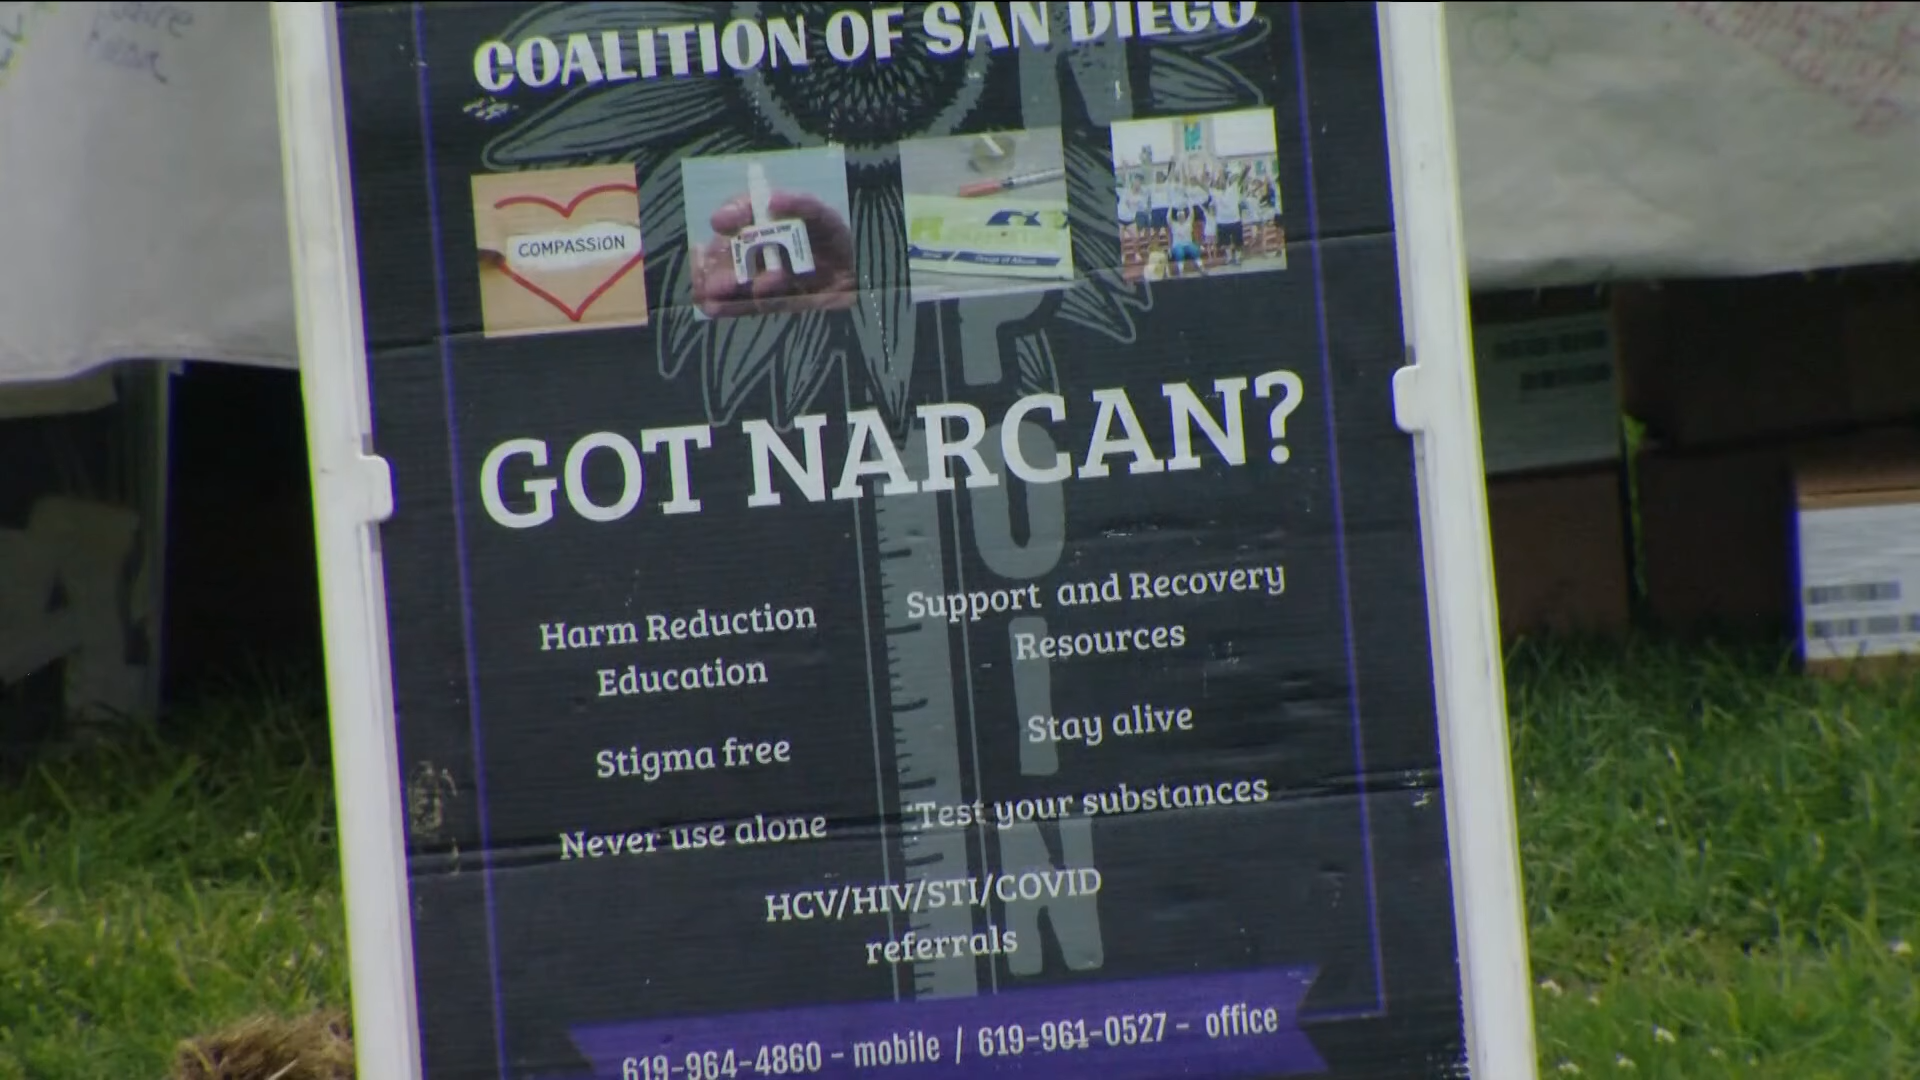 COALITION OF SAN DIEGO
COMPASSION
GOT NARCAN?
Harm Reduction
Education
Support and Recovery
Resources
Stigma free
Stay alive
Never use alone
Test your substances
HCV/HIV/STI/COVID
referrals
619-964-4860 - mobile / 619-961-0527 - office